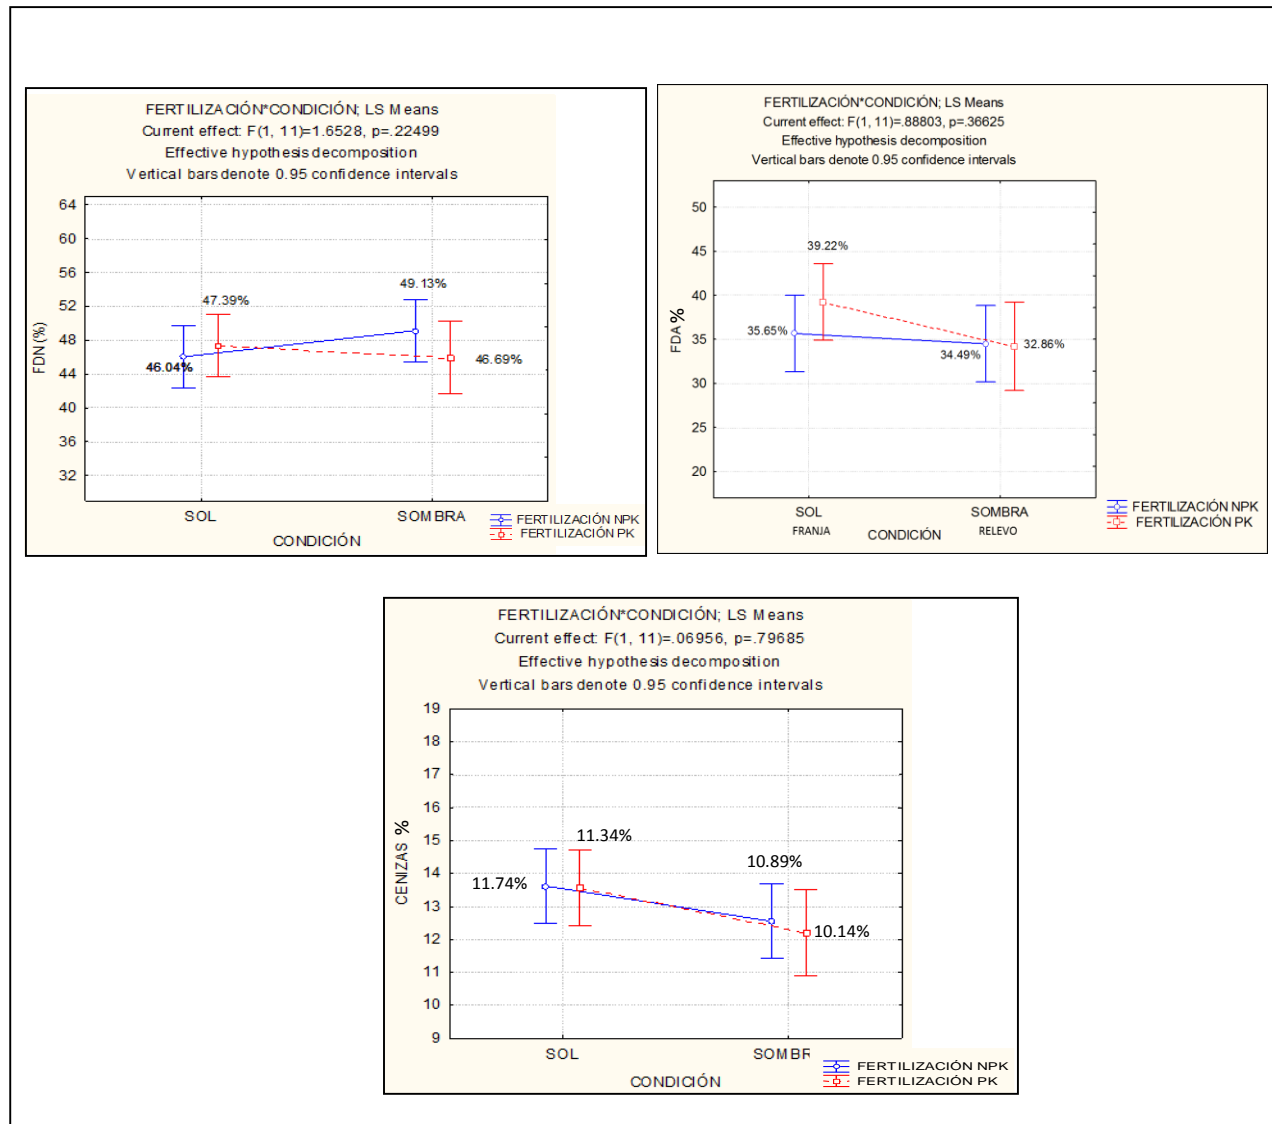 FERTILIZACIÓN*CONDICIÓN; LS Means
Current effect: F(1, 11)=1.6528, p=.22499
Effective hypothesis decomposition
Vertical bars denote 0.95 confidence intervals
64
60
56
52
48
44
40
36
32
FDN (%)
47.39%
49.13%
46.04%
46.69%
SOL
SOMBRA
CONDICIÓN
FERTILIZACIÓN NPK
FERTILIZACIÓN PK
FERTILIZACIÓN*CONDICIÓN; LS Means
Current effect: F(1, 11)=.88803, p=.36625
Effective hypothesis decomposition
Vertical bars denote 0.95 confidence intervals
50
45
40
35
30
25
20
FDA %
39.22%
35.65%
34.49%
32.86%
SOL
SOMBRA
FRANJA
CONDICIÓN
RELEVO
FERTILIZACIÓN NPK
FERTILIZACIÓN PK
FERTILIZACIÓN*CONDICIÓN; LS Means
Current effect: F(1, 11)=.06956, p=.79685
Effective hypothesis decomposition
Vertical bars denote 0.95 confidence intervals
19
18
17
16
15
14
13
12
11
10
9
CENIZAS %
11.34%
10.89%
11.74%
10.14%
SOL
SOMBR
CONDICIÓN
FERTILIZACIÓN NPK
FERTILIZACIÓN PK